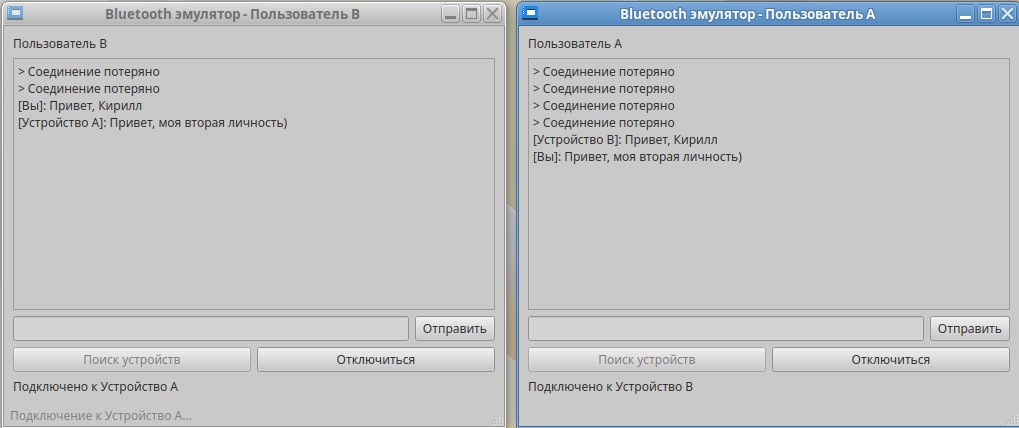 Bluetooth эмулятор - Пользователь B
Пользователь B
> Соединение потеряно
> Соединение потеряно
[Вы]: Привет, Кирилл
[Устройство A]: Привет, моя вторая личность)
Отправить
Поиск устройств
Отключиться
Подключено к Устройство A
Подключение к Устройство A...
Bluetooth эмулятор - Пользователь A
Пользователь A
> Соединение потеряно
> Соединение потеряно
> Соединение потеряно
> Соединение потеряно
[Устройство B]: Привет, Кирилл
[Вы]: Привет, моя вторая личность)
Отправить
Поиск устройств
Отключиться
Подключено к Устройство B